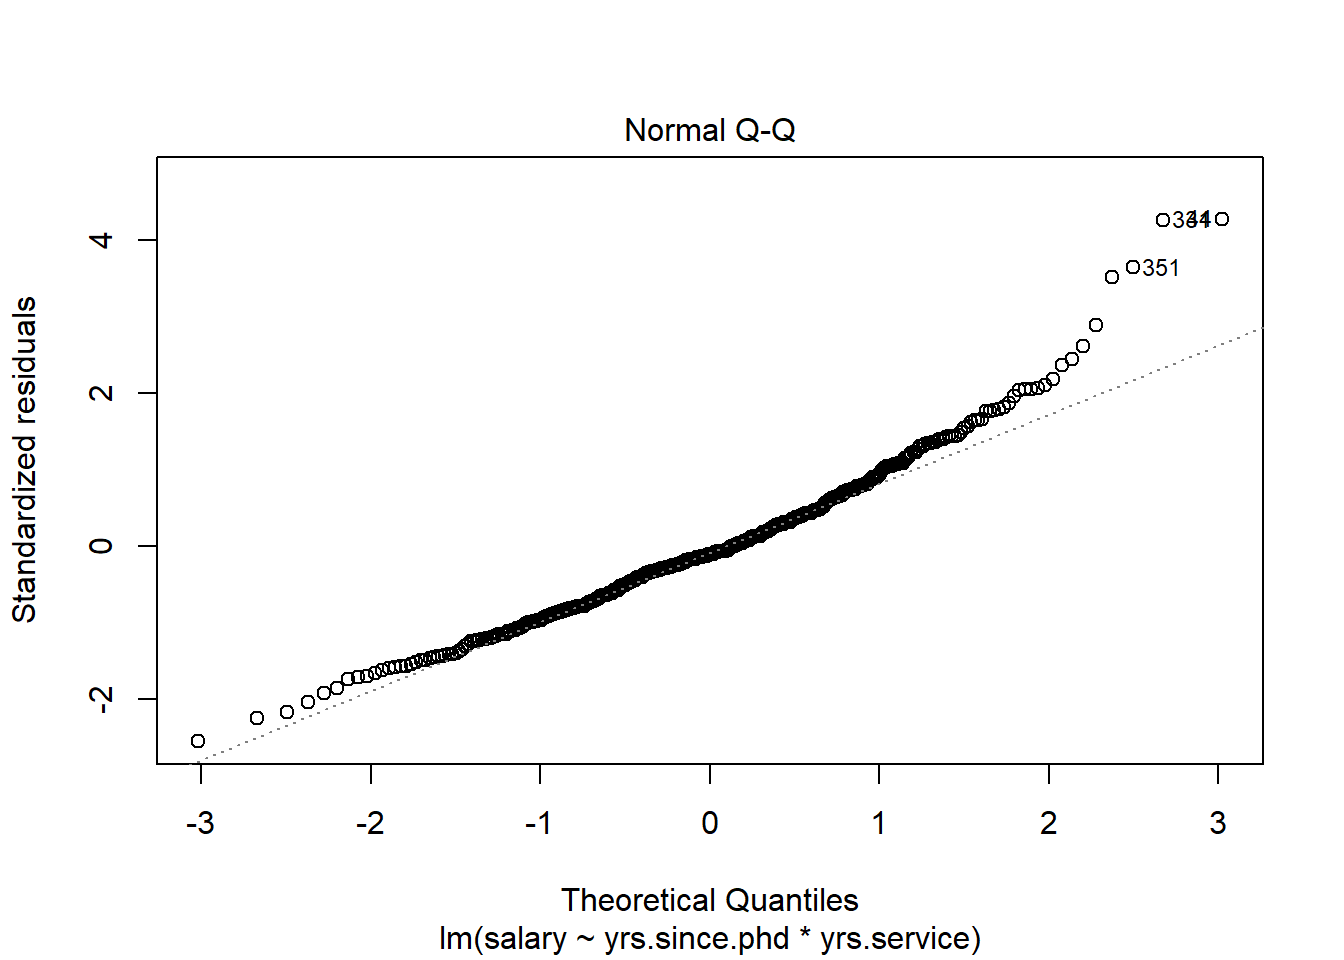 Normal Q-Q
Standardized residuals
4
2
0
-2
351
-3 -2 -1 0 1 2 3
Theoretical Quantiles
lm(salary ~ yrs.since.phd * yrs.service)